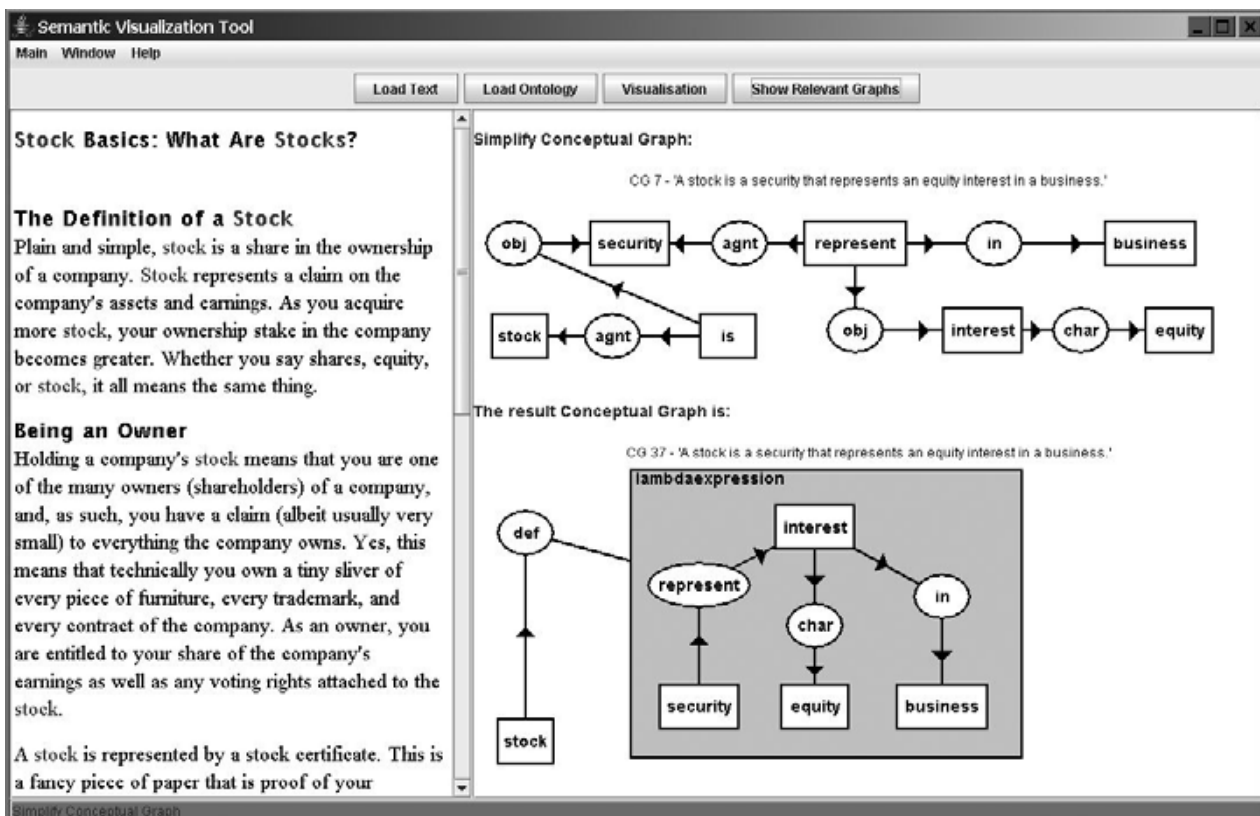 Semantic Visualization Tool
Main Window Help
Load Text Load Ontology Visualisation Show Relevant Graphs
Stock Basics: What Are Stocks?
The Definition of a Stock
Plain and simple, stock is a share in the ownership
of a company. Stock represents a claim on the
company's assets and earnings. As you acquire
more stock, your ownership stake in the company
becomes greater. Whether you say shares, equity,
or stock, it all means the same thing.
Being an Owner
Holding a company's stock means that you are one
of the many owners (shareholders) of a company,
and, as such, you have a claim (albeit usually very
small) to everything the company owns. Yes, this
means that technically you own a tiny sliver of
every piece of furniture, every trademark, and
every contract of the company. As an owner, you
are entitled to your share of the company's
earnings as well as any voting rights attached to the
stock.
A stock is represented by a stock certificate. This is
a fancy piece of paper that is proof of your
Simplify Conceptual Graph:
CG 7 - 'A stock is a security that represents an equity interest in a business.'
obj security agnt represent in business
stock agnt is obj interest char equity
The result Conceptual Graph is:
CG 37 - 'A stock is a security that represents an equity interest in a business.'
lambdaexpression
def interest
represent in
char
security equity business
stock
Simplify Conceptual Graph